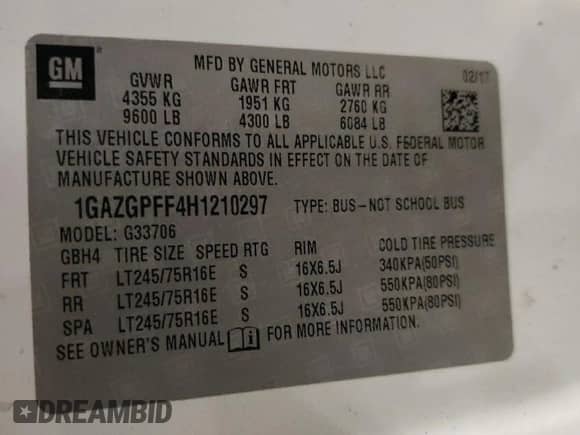 GM
MFD BY GENERAL MOTORS LLC 02/17
GVWR GAWR FRT GAWR RR
4355 KG 1951 KG 2760 KG
9600 LB 4300 LB 6084 LB
THIS VEHICLE CONFORMS TO ALL APPLICABLE U.S. FEDERAL MOTOR
VEHICLE SAFETY STANDARDS IN EFFECT ON THE DATE OF
MANUFACTURE SHOWN ABOVE.
1GAZGPFF4H1210297 TYPE: BUS-NOT SCHOOL BUS
MODEL: G33706
GBH4 TIRE SIZE SPEED RTG RIM COLD TIRE PRESSURE
FRT LT245/75R16E S 16X6.5J 340KPA(50PSI)
RR LT245/75R16E S 16X6.5J 550KPA(80PSI)
SPA LT245/75R16E S 16X6.5J 550KPA(80PSI)
SEE OWNER'S MANUAL FOR MORE INFORMATION.
DREAMBID